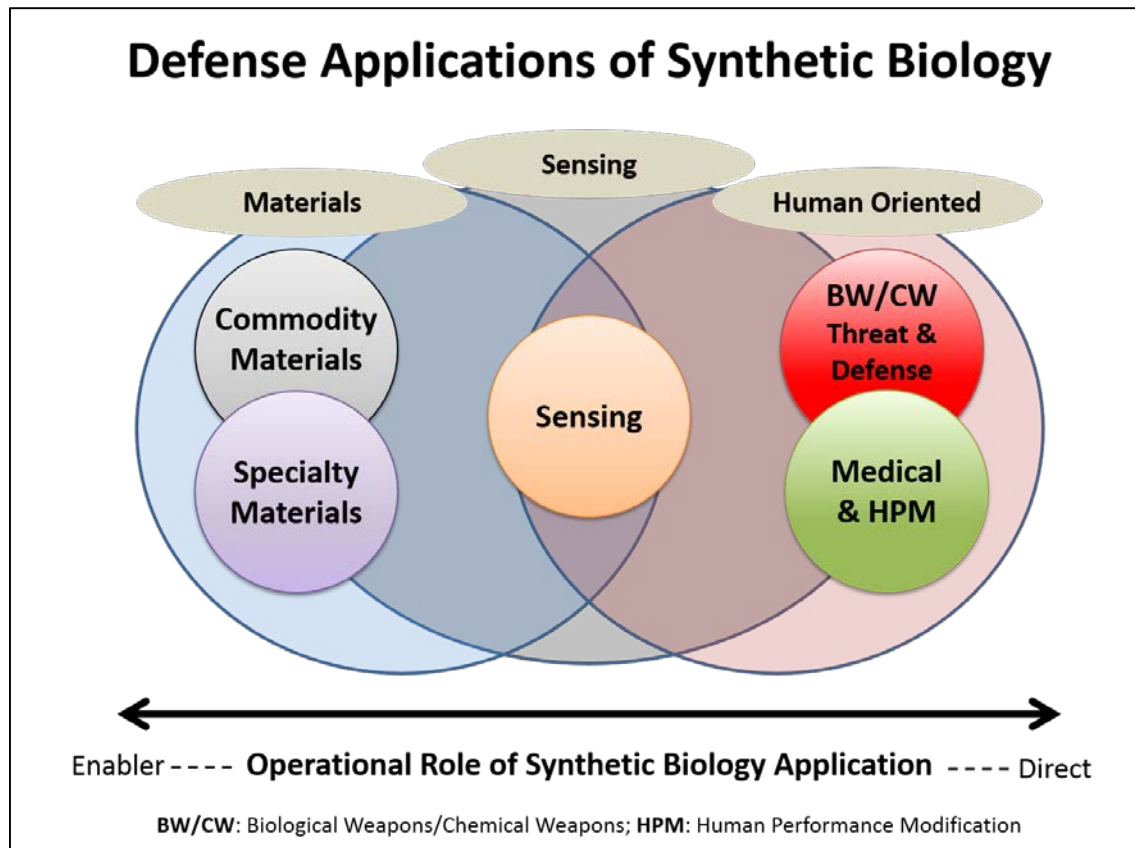 Defense Applications of Synthetic Biology
Sensing
Materials
Human Oriented
Commodity
Materials
BW/CW
Threat &
Defense
Sensing
Specialty
Materials
Medical
& HPM
Enabler ---- Operational Role of Synthetic Biology Application ---- Direct
BW/CW: Biological Weapons/Chemical Weapons; HPM: Human Performance Modification